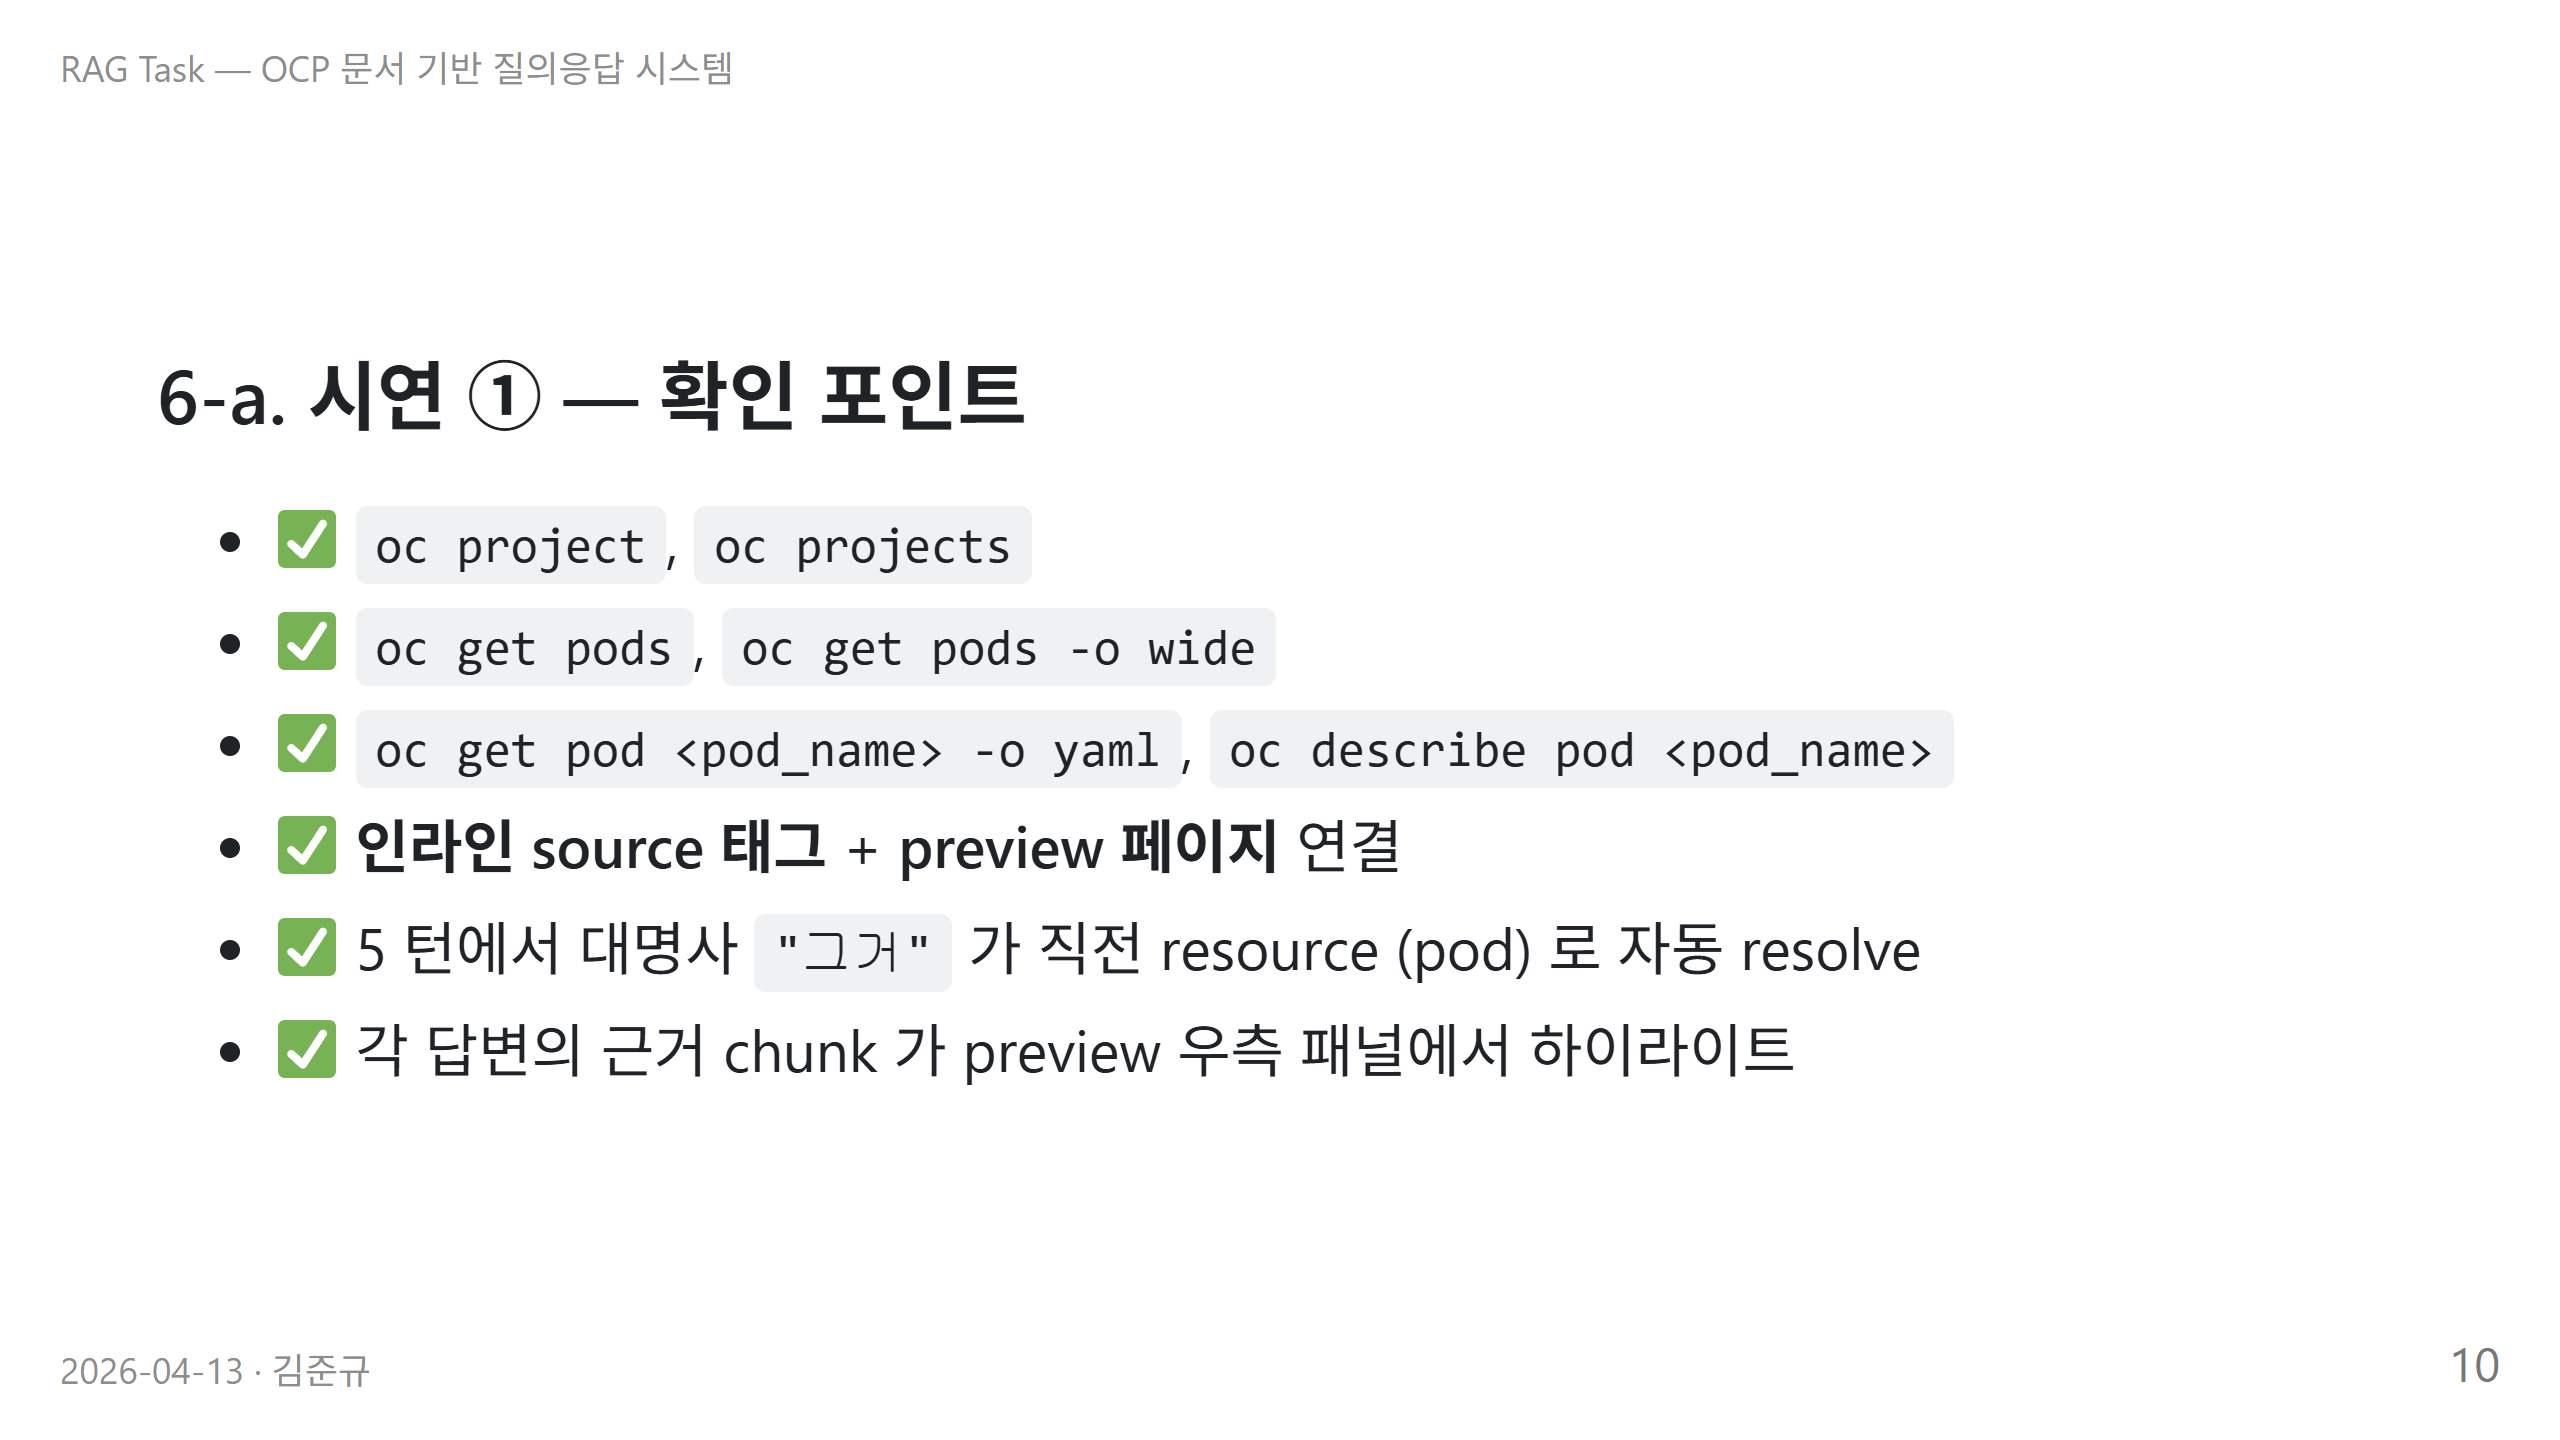 RAG Task — OCP 문서 기반 질의응답 시스템
6-a. 시연 ① — 확인 포인트
• ✅ oc project, oc projects
• ✅ oc get pods, oc get pods -o wide
• ✅ oc get pod <pod_name> -o yaml, oc describe pod <pod_name>
• ✅ 인라인 source 태그 + preview 페이지 연결
• ✅ 5 턴에서 대명사 "그거" 가 직전 resource (pod) 로 자동 resolve
• ✅ 각 답변의 근거 chunk 가 preview 우측 패널에서 하이라이트
2026-04-13 · 김준규
10